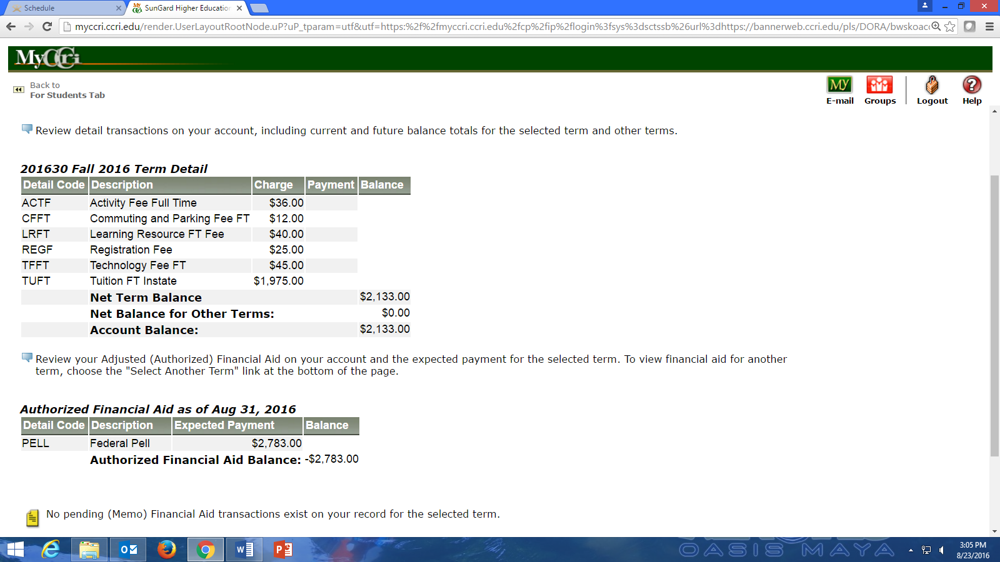 Schedule
SunGard Higher Education
myccri.ccri.edu/render.UserLayoutRootNode.uP?uP_tparam=utf&utf=https:%2f%2fmyccri.ccri.edu%2fcp%2fip%2flogin%3fsys%3dsctssb%26url%3dhttps://bannerweb.ccri.edu/pls/DORA/bwskoac
MyCCri
Back to
For Students Tab
MY
E-mail Groups Logout Help
Review detail transactions on your account, including current and future balance totals for the selected term and other terms.
201630 Fall 2016 Term Detail
Detail Code Description Charge Payment Balance
ACTF Activity Fee Full Time $36.00
CFFT Commuting and Parking Fee FT $12.00
LRFT Learning Resource FT Fee $40.00
REGF Registration Fee $25.00
TFFT Technology Fee FT $45.00
TUFT Tuition FT Instate $1,975.00
Net Term Balance $2,133.00
Net Balance for Other Terms: $0.00
Account Balance: $2,133.00
Review your Adjusted (Authorized) Financial Aid on your account and the expected payment for the selected term. To view financial aid for another
term, choose the "Select Another Term" link at the bottom of the page.
Authorized Financial Aid as of Aug 31, 2016
Detail Code Description Expected Payment Balance
PELL Federal Pell $2,783.00
Authorized Financial Aid Balance: -$2,783.00
No pending (Memo) Financial Aid transactions exist on your record for the selected term.
OASIS MAYA
3:05 PM
8/23/2016